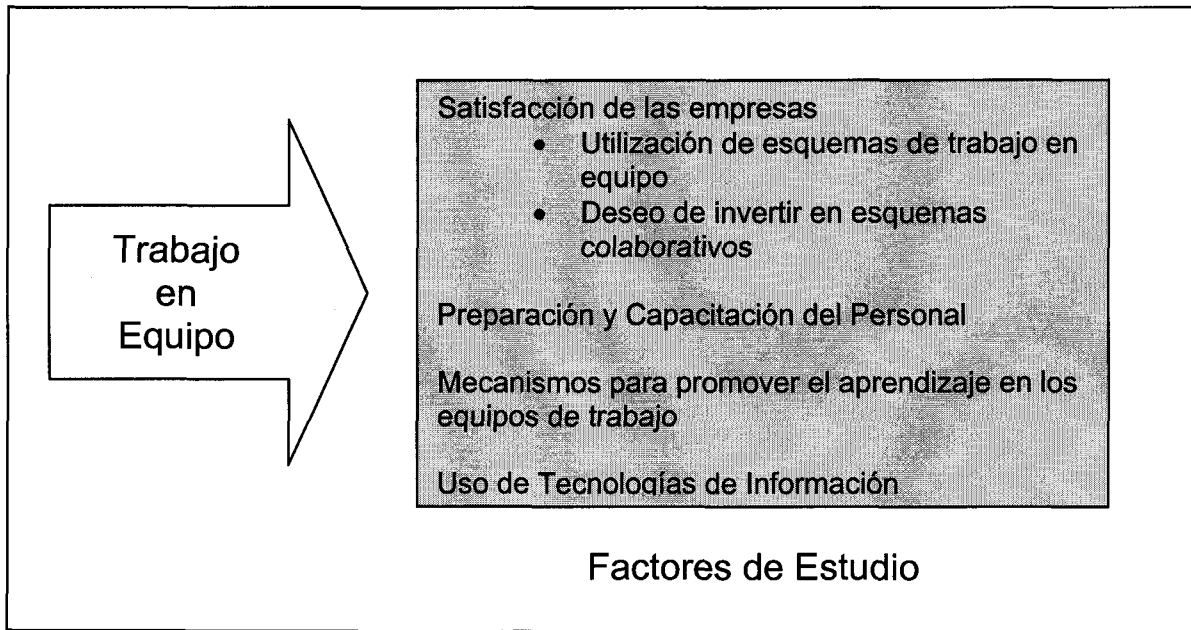 Trabajo
en
Equipo
Satisfacción de las empresas
• Utilización de esquemas de trabajo en
equipo
• Deseo de invertir en esquemas
colaborativos
Preparación y Capacitación del Personal
Mecanismos para promover el aprendizaje en los
equipos de trabajo
Uso de Tecnologías de Información
Factores de Estudio